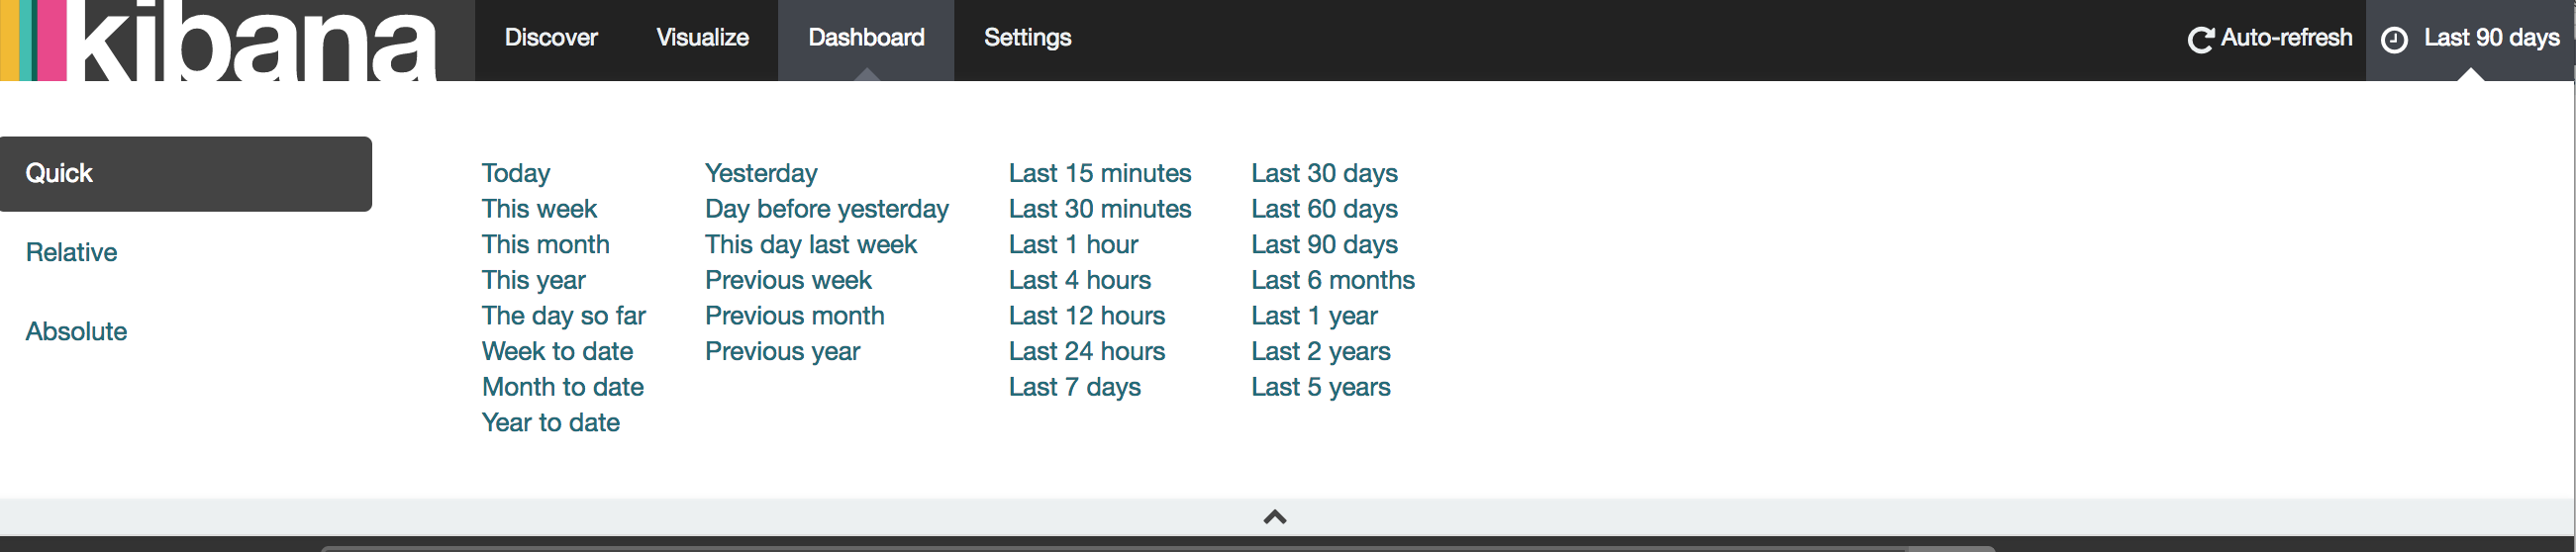 kibana Discover Visualize Dashboard Settings Auto-refresh Last 90 days
Quick
Relative
Absolute
Today
This week
This month
This year
The day so far
Week to date
Month to date
Year to date
Yesterday
Day before yesterday
This day last week
Previous week
Previous month
Previous year
Last 15 minutes
Last 30 minutes
Last 1 hour
Last 4 hours
Last 12 hours
Last 24 hours
Last 7 days
Last 30 days
Last 60 days
Last 90 days
Last 6 months
Last 1 year
Last 2 years
Last 5 years